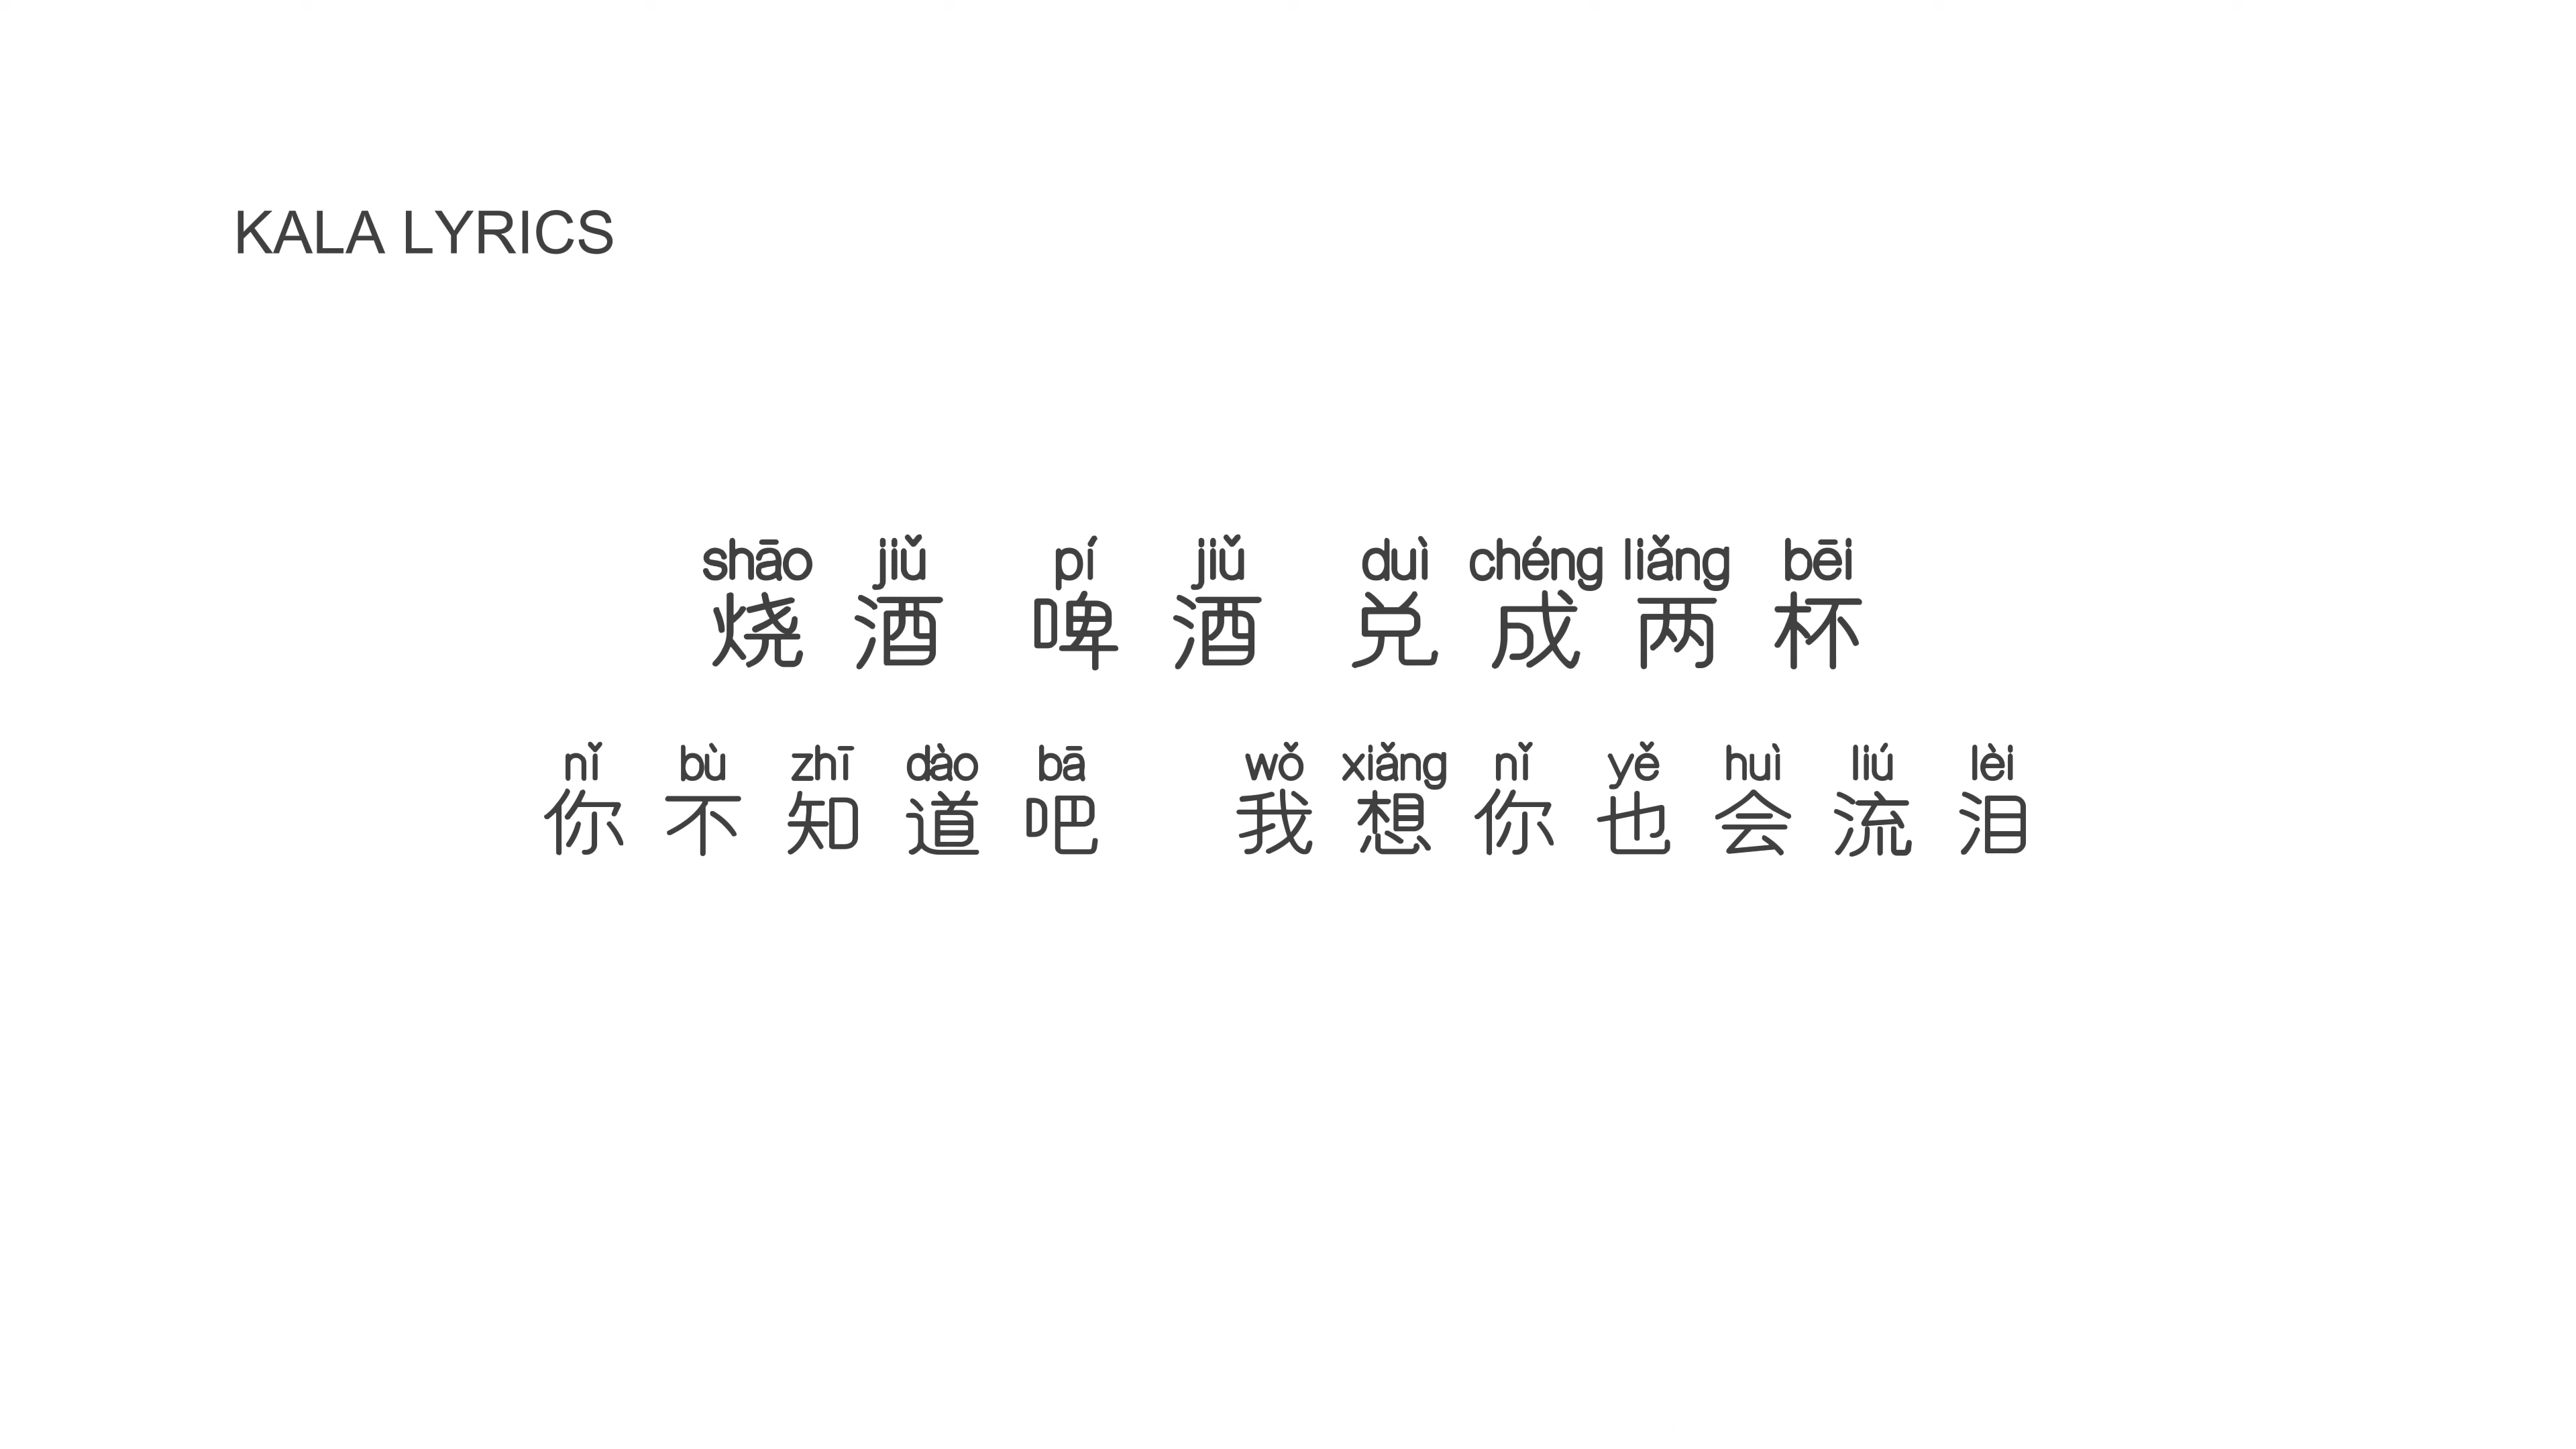 KALA LYRICS
shāo jiǔ pí jiǔ duì chéng liǎng bēi
烧酒 啤酒 兑成两杯
nǐ bù zhī dào bā wǒ xiǎng nǐ yě huì liú lèi
你不知道吧 我想你也会流泪